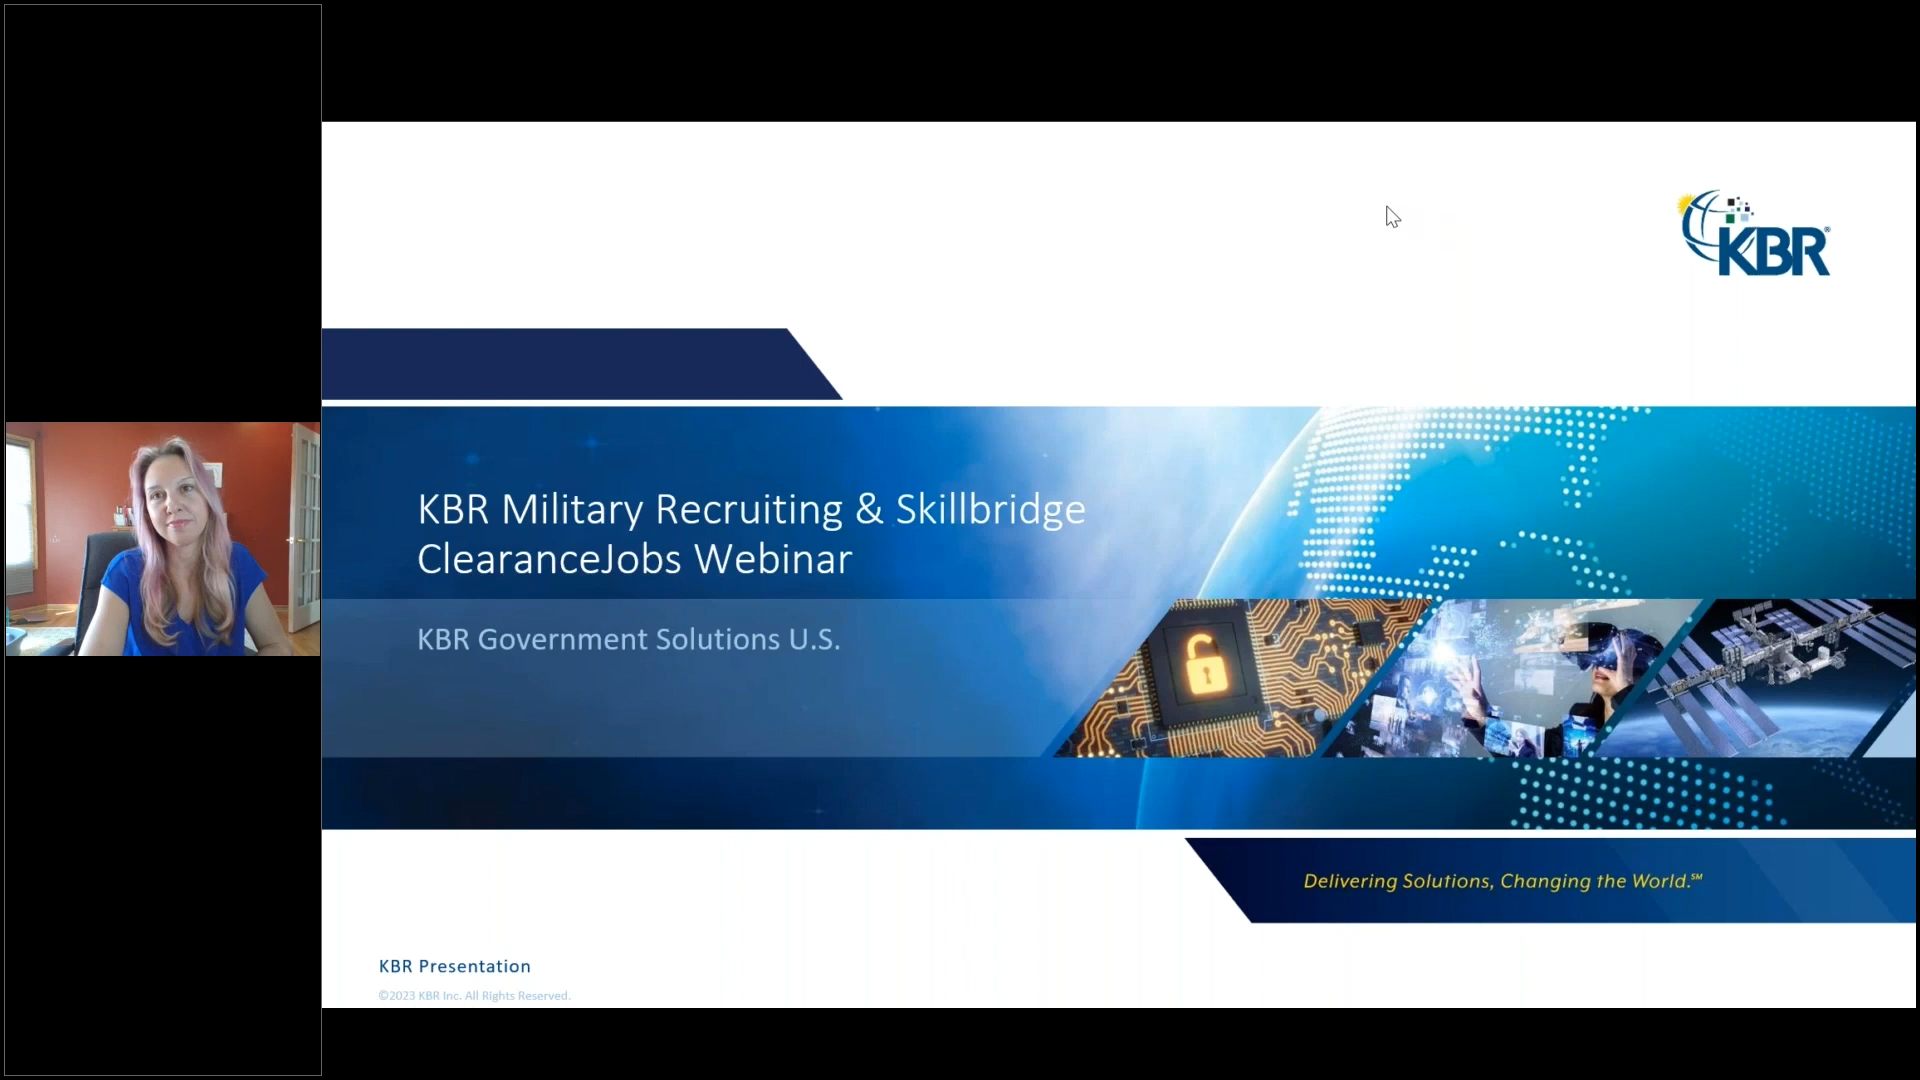 KBR®
KBR Military Recruiting & Skillbridge
ClearanceJobs Webinar
KBR Government Solutions U.S.
Delivering Solutions, Changing the World.℠
KBR Presentation
©2023 KBR Inc. All Rights Reserved.